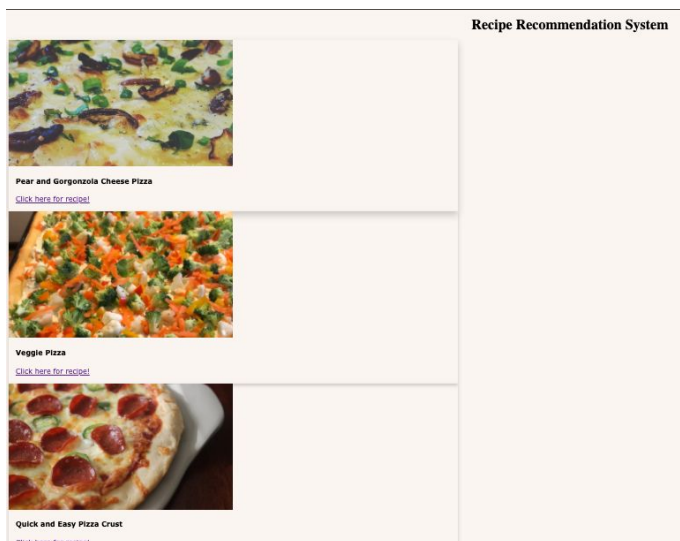 Recipe Recommendation System
Pear and Gorgonzola Cheese Pizza
Click here for recipe!
Veggie Pizza
Click here for recipe!
Quick and Easy Pizza Crust